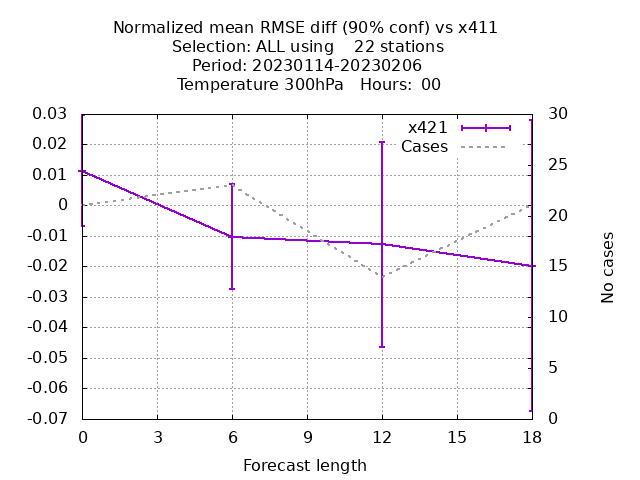 Normalized mean RMSE diff (90% conf) vs x411
Selection: ALL using    22 stations
Period: 20230114-20230206
Temperature 300hPa   Hours:  00
x421
Cases
0.03
0.02
0.01
0
-0.01
-0.02
-0.03
-0.04
-0.05
-0.06
-0.07
30
25
20
15
10
5
0
No cases
0 3 6 9 12 15 18
Forecast length